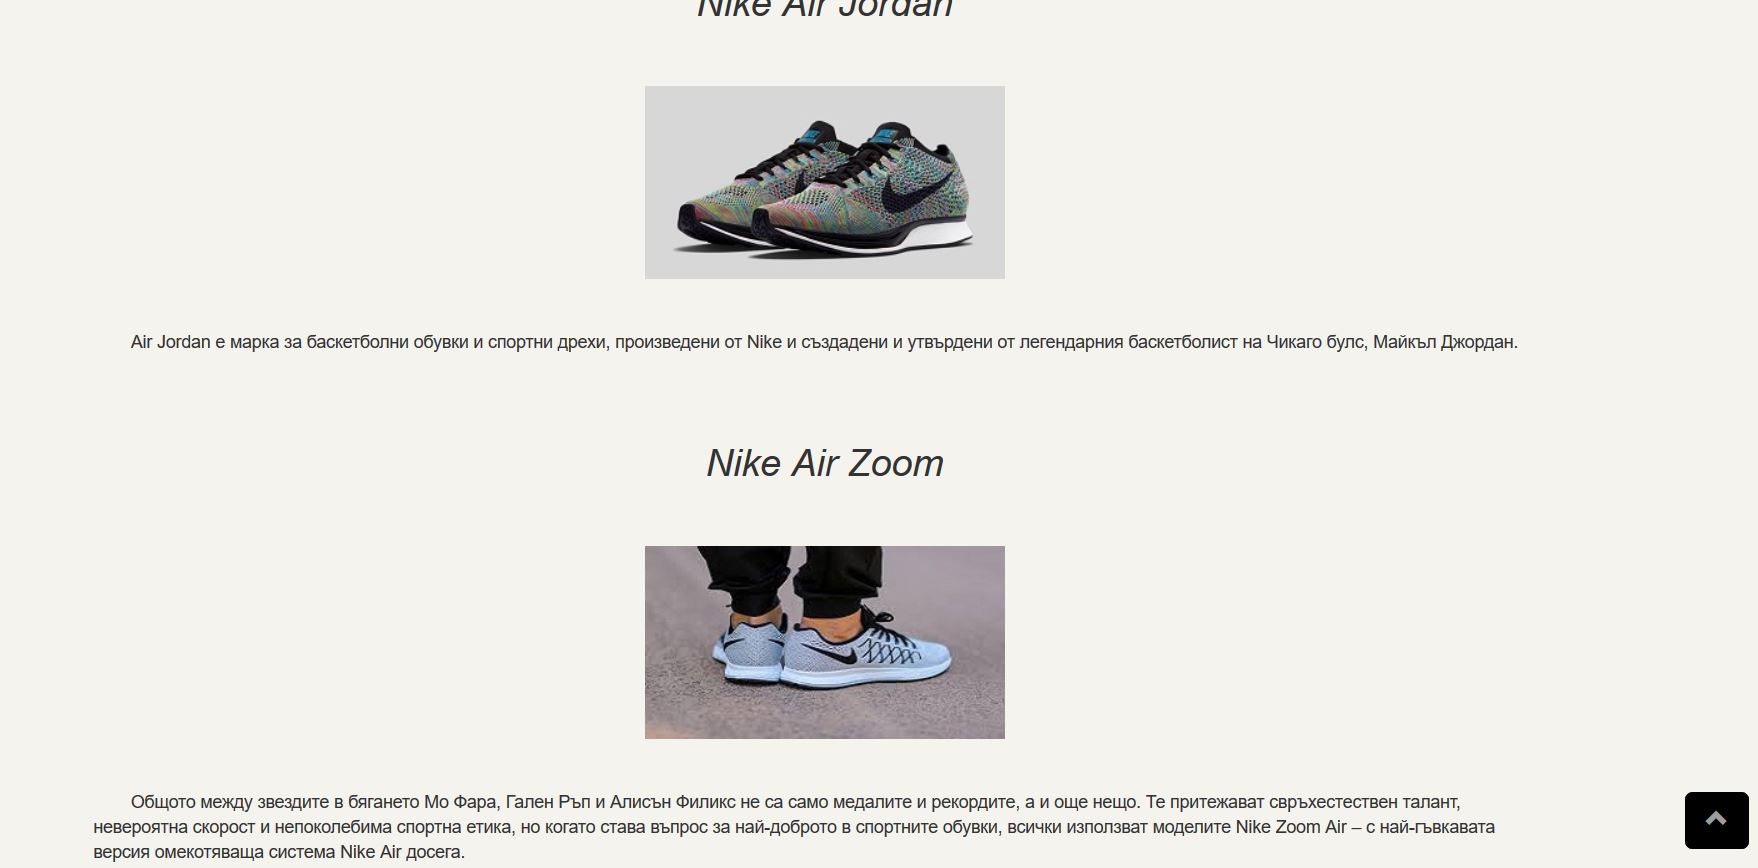 Nike Air Jordan
Air Jordan е марка за баскетболни обувки и спортни дрехи, произведени от Nike и създадени и утвърдени от легендарния баскетболист на Чикаго булс, Майкъл Джордан.
Nike Air Zoom
Общото между звездите в бягането Мо Фара, Гален Ръп и Алисън Филикс не са само медалите и рекордите, а и още нещо. Те притежават свръхестествен талант,
невероятна скорост и непоколебима спортна етика, но когато става въпрос за най-доброто в спортните обувки, всички използват моделите Nike Zoom Air – с най-гъвкавата
версия омекотяваща система Nike Air досега.